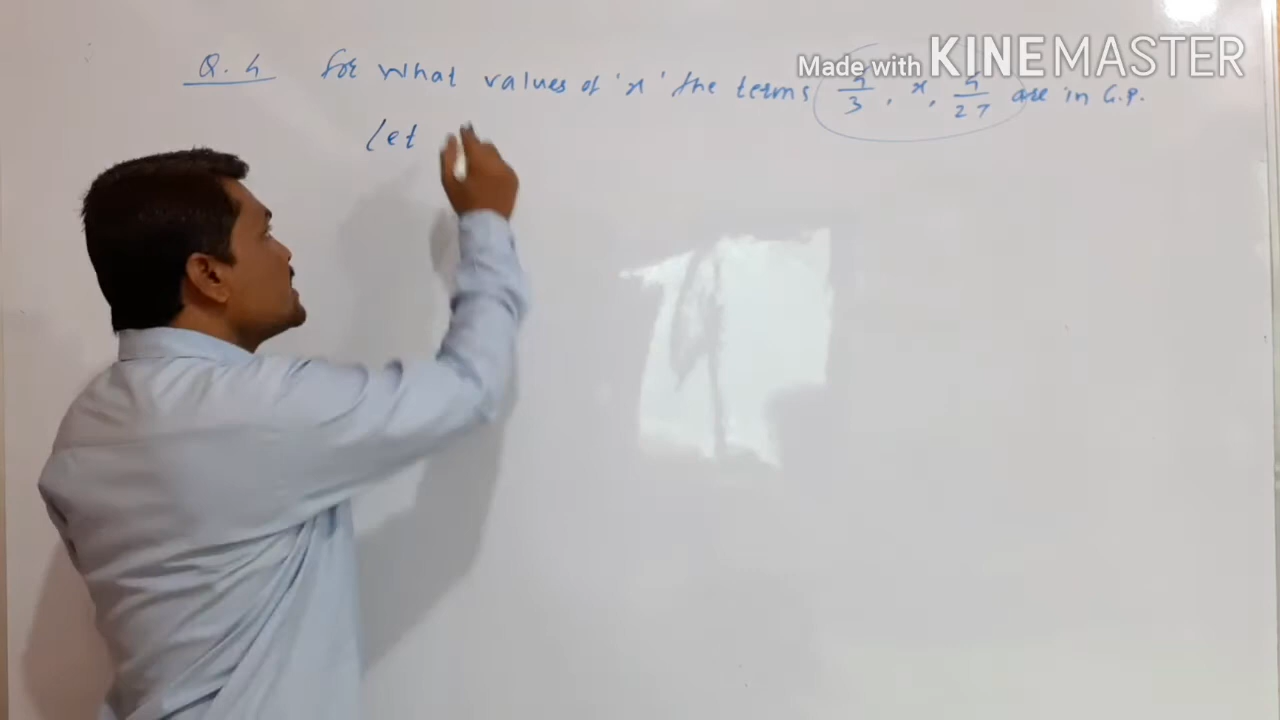 Made with KINEMASTER
Q. 4 for what values of 'x' the terms 4/3, x, 4/27 are in G.P.
let